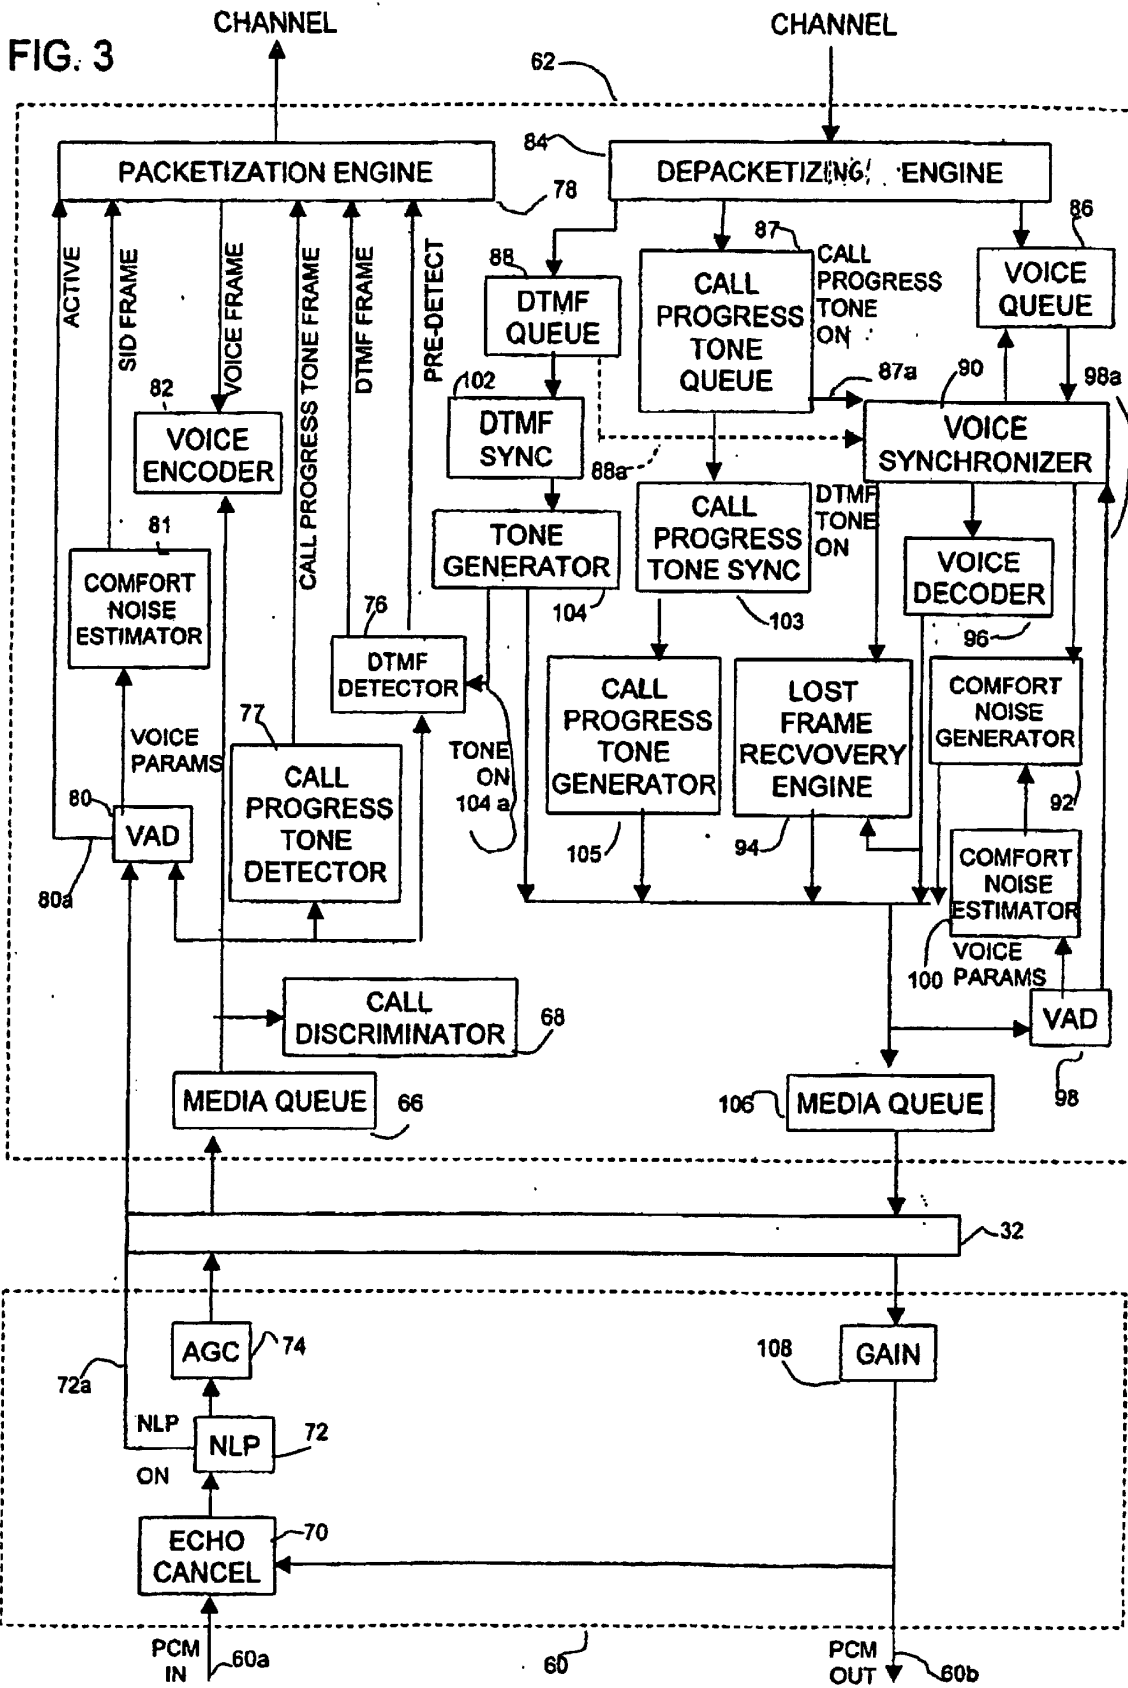 FIG. 3
CHANNEL
CHANNEL
62
PACKETIZATION ENGINE
78
84
DEPACKETIZING ENGINE
ACTIVE
SID FRAME
VOICE FRAME
CALL PROGRESS TONE FRAME
DTMF FRAME
PRE-DETECT
88
DTMF
QUEUE
87
CALL
PROGRESS
TONE
QUEUE
CALL
PROGRESS
TONE
ON
86
VOICE
QUEUE
87a
90
98a
82
VOICE
ENCODER
102
DTMF
SYNC
88a
VOICE
SYNCHRONIZER
81
COMFORT
NOISE
ESTIMATOR
TONE
GENERATOR
104
CALL
PROGRESS
TONE SYNC
103
DTMF
TONE
ON
VOICE
DECODER
96
76
DTMF
DETECTOR
77
CALL
PROGRESS
TONE
DETECTOR
VOICE
PARAMS
80
VAD
80a
TONE
ON
104 a
CALL
PROGRESS
TONE
GENERATOR
105
LOST
FRAME
RECVOVERY
ENGINE
94
COMFORT
NOISE
GENERATOR
92
COMFORT
NOISE
ESTIMATOR
100
VOICE
PARAMS
VAD
98
CALL
DISCRIMINATOR
68
MEDIA QUEUE
66
106
MEDIA QUEUE
32
AGC
74
72a
NLP
ON
NLP
72
108
GAIN
ECHO
CANCEL
70
PCM
IN
60a
60
PCM
OUT
60b